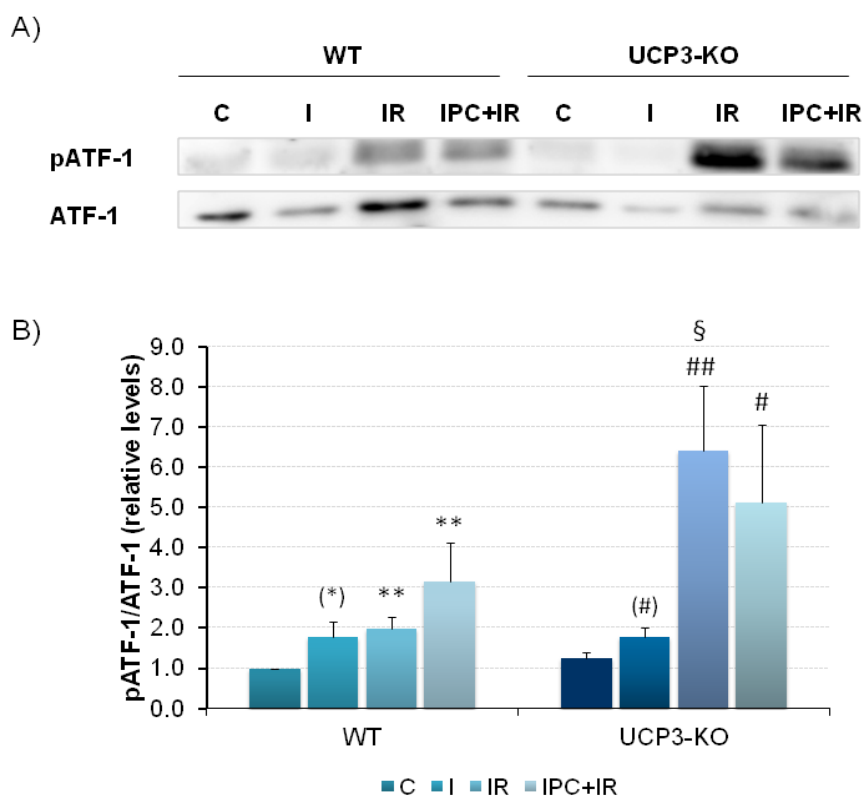 A)
WT UCP3-KO
C I IR IPC+IR C I IR IPC+IR
pATF-1
ATF-1
B)
pATF-1/ATF-1 (relative levels)
9.0
8.0
7.0
6.0
5.0
4.0
3.0
2.0
1.0
0.0
(*) ** **
(#) § ## #
WT UCP3-KO
C I IR IPC+IR